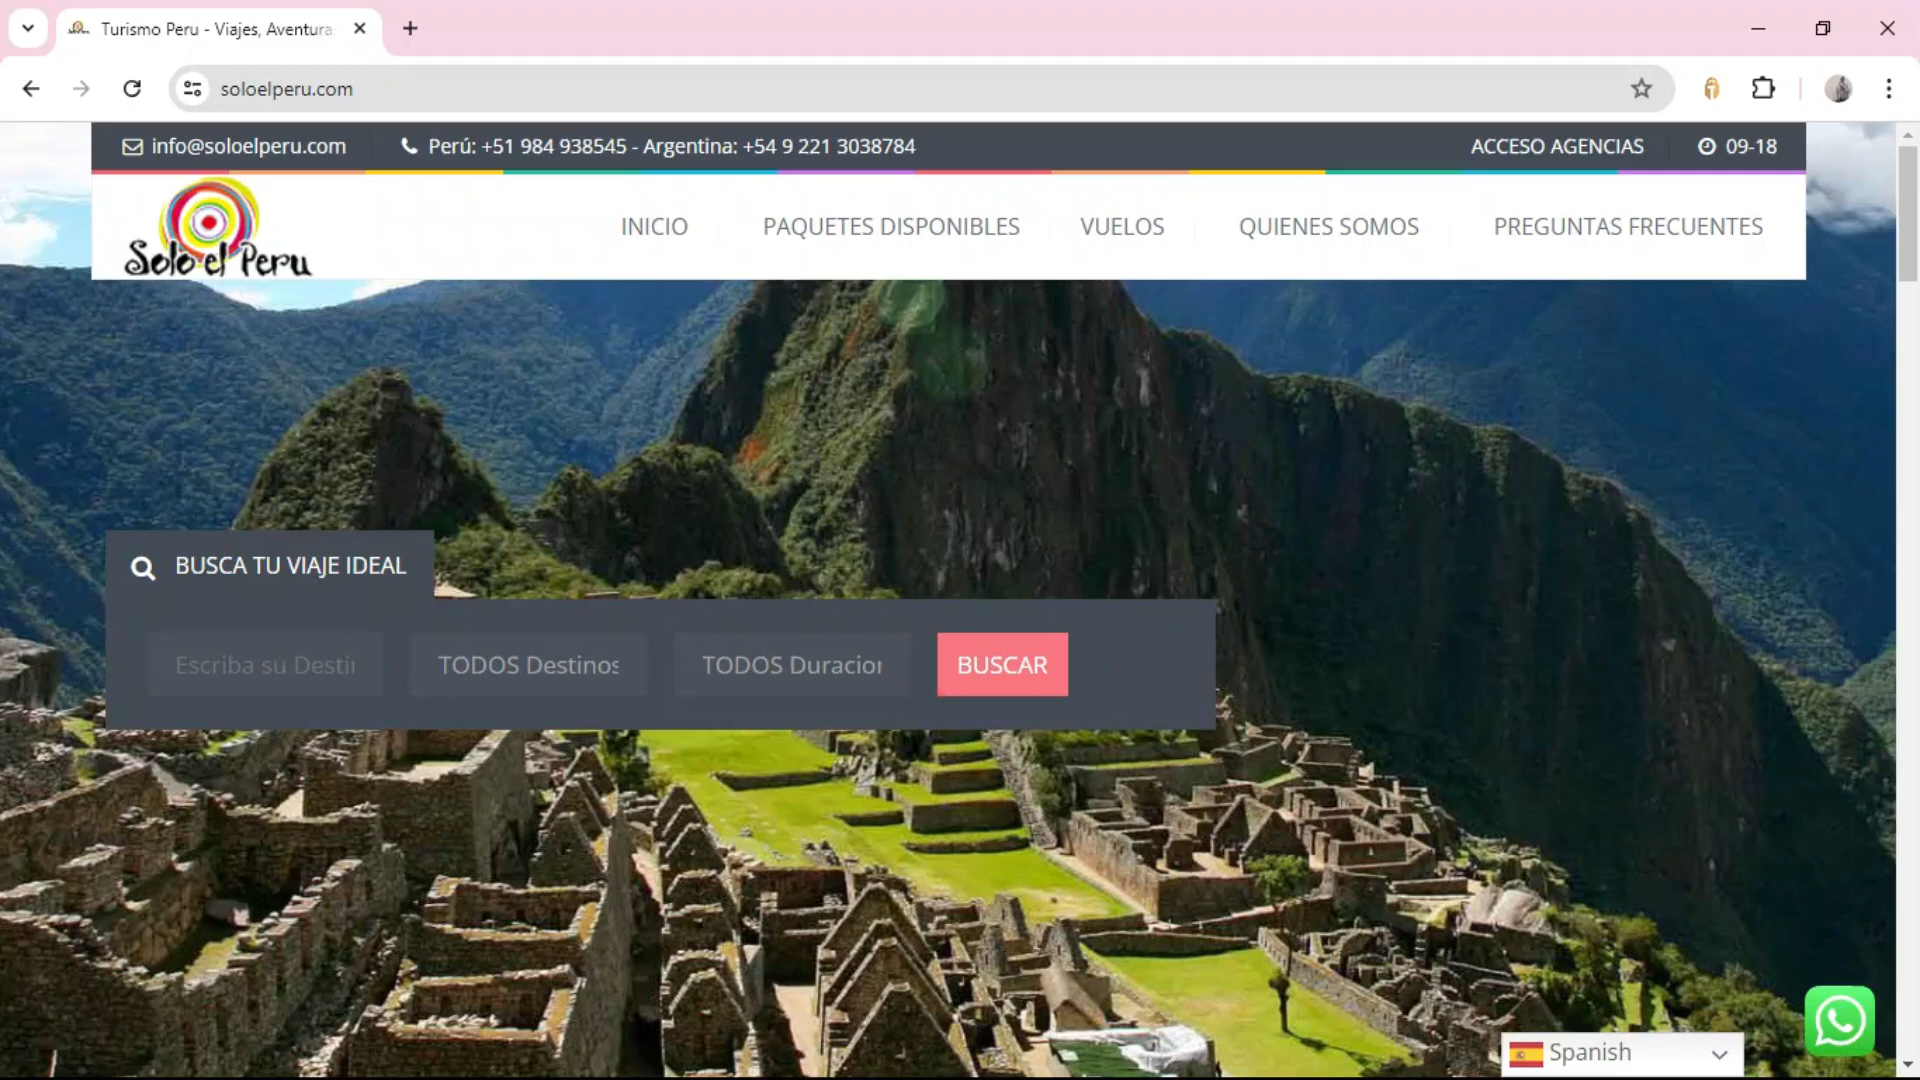 Turismo Peru - Viajes, Aventura
soloelperu.com
info@soloelperu.com
Perú: +51 984 938545 - Argentina: +54 9 221 3038784
ACCESO AGENCIAS
09-18
Solo el Peru
INICIO
PAQUETES DISPONIBLES
VUELOS
QUIENES SOMOS
PREGUNTAS FRECUENTES
BUSCA TU VIAJE IDEAL
Escriba su Desti
TODOS Destinos
TODOS Duracion
BUSCAR
Spanish